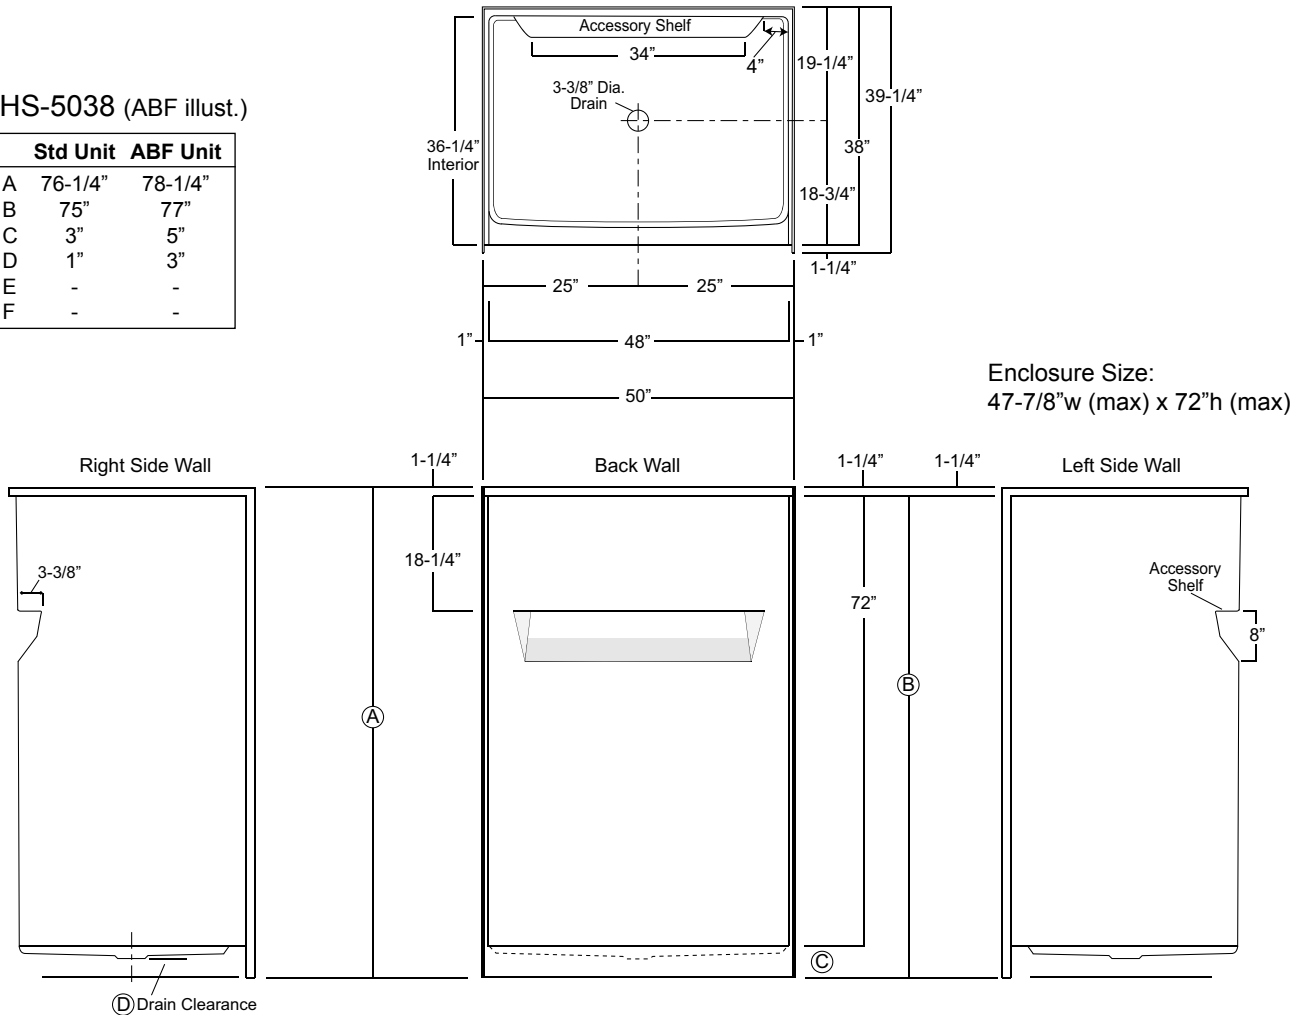 Accessory Shelf
34”
4”
19-1/4”
39-1/4”
3-3/8” Dia.
Drain
HS-5038 (ABF illust.)
36-1/4”
Interior
38”
18-3/4”
Std Unit ABF Unit
A 76-1/4” 78-1/4”
B 75” 77”
C 3” 5”
D 1” 3”
E - -
F - -
1-1/4”
25” 25”
1” 48” 1”
50”
Enclosure Size:
47-7/8”w (max) x 72”h (max)
Right Side Wall
1-1/4”
Back Wall
1-1/4”
1-1/4”
Left Side Wall
18-1/4”
3-3/8”
72”
Accessory
Shelf
8”
A
B
C
D Drain Clearance